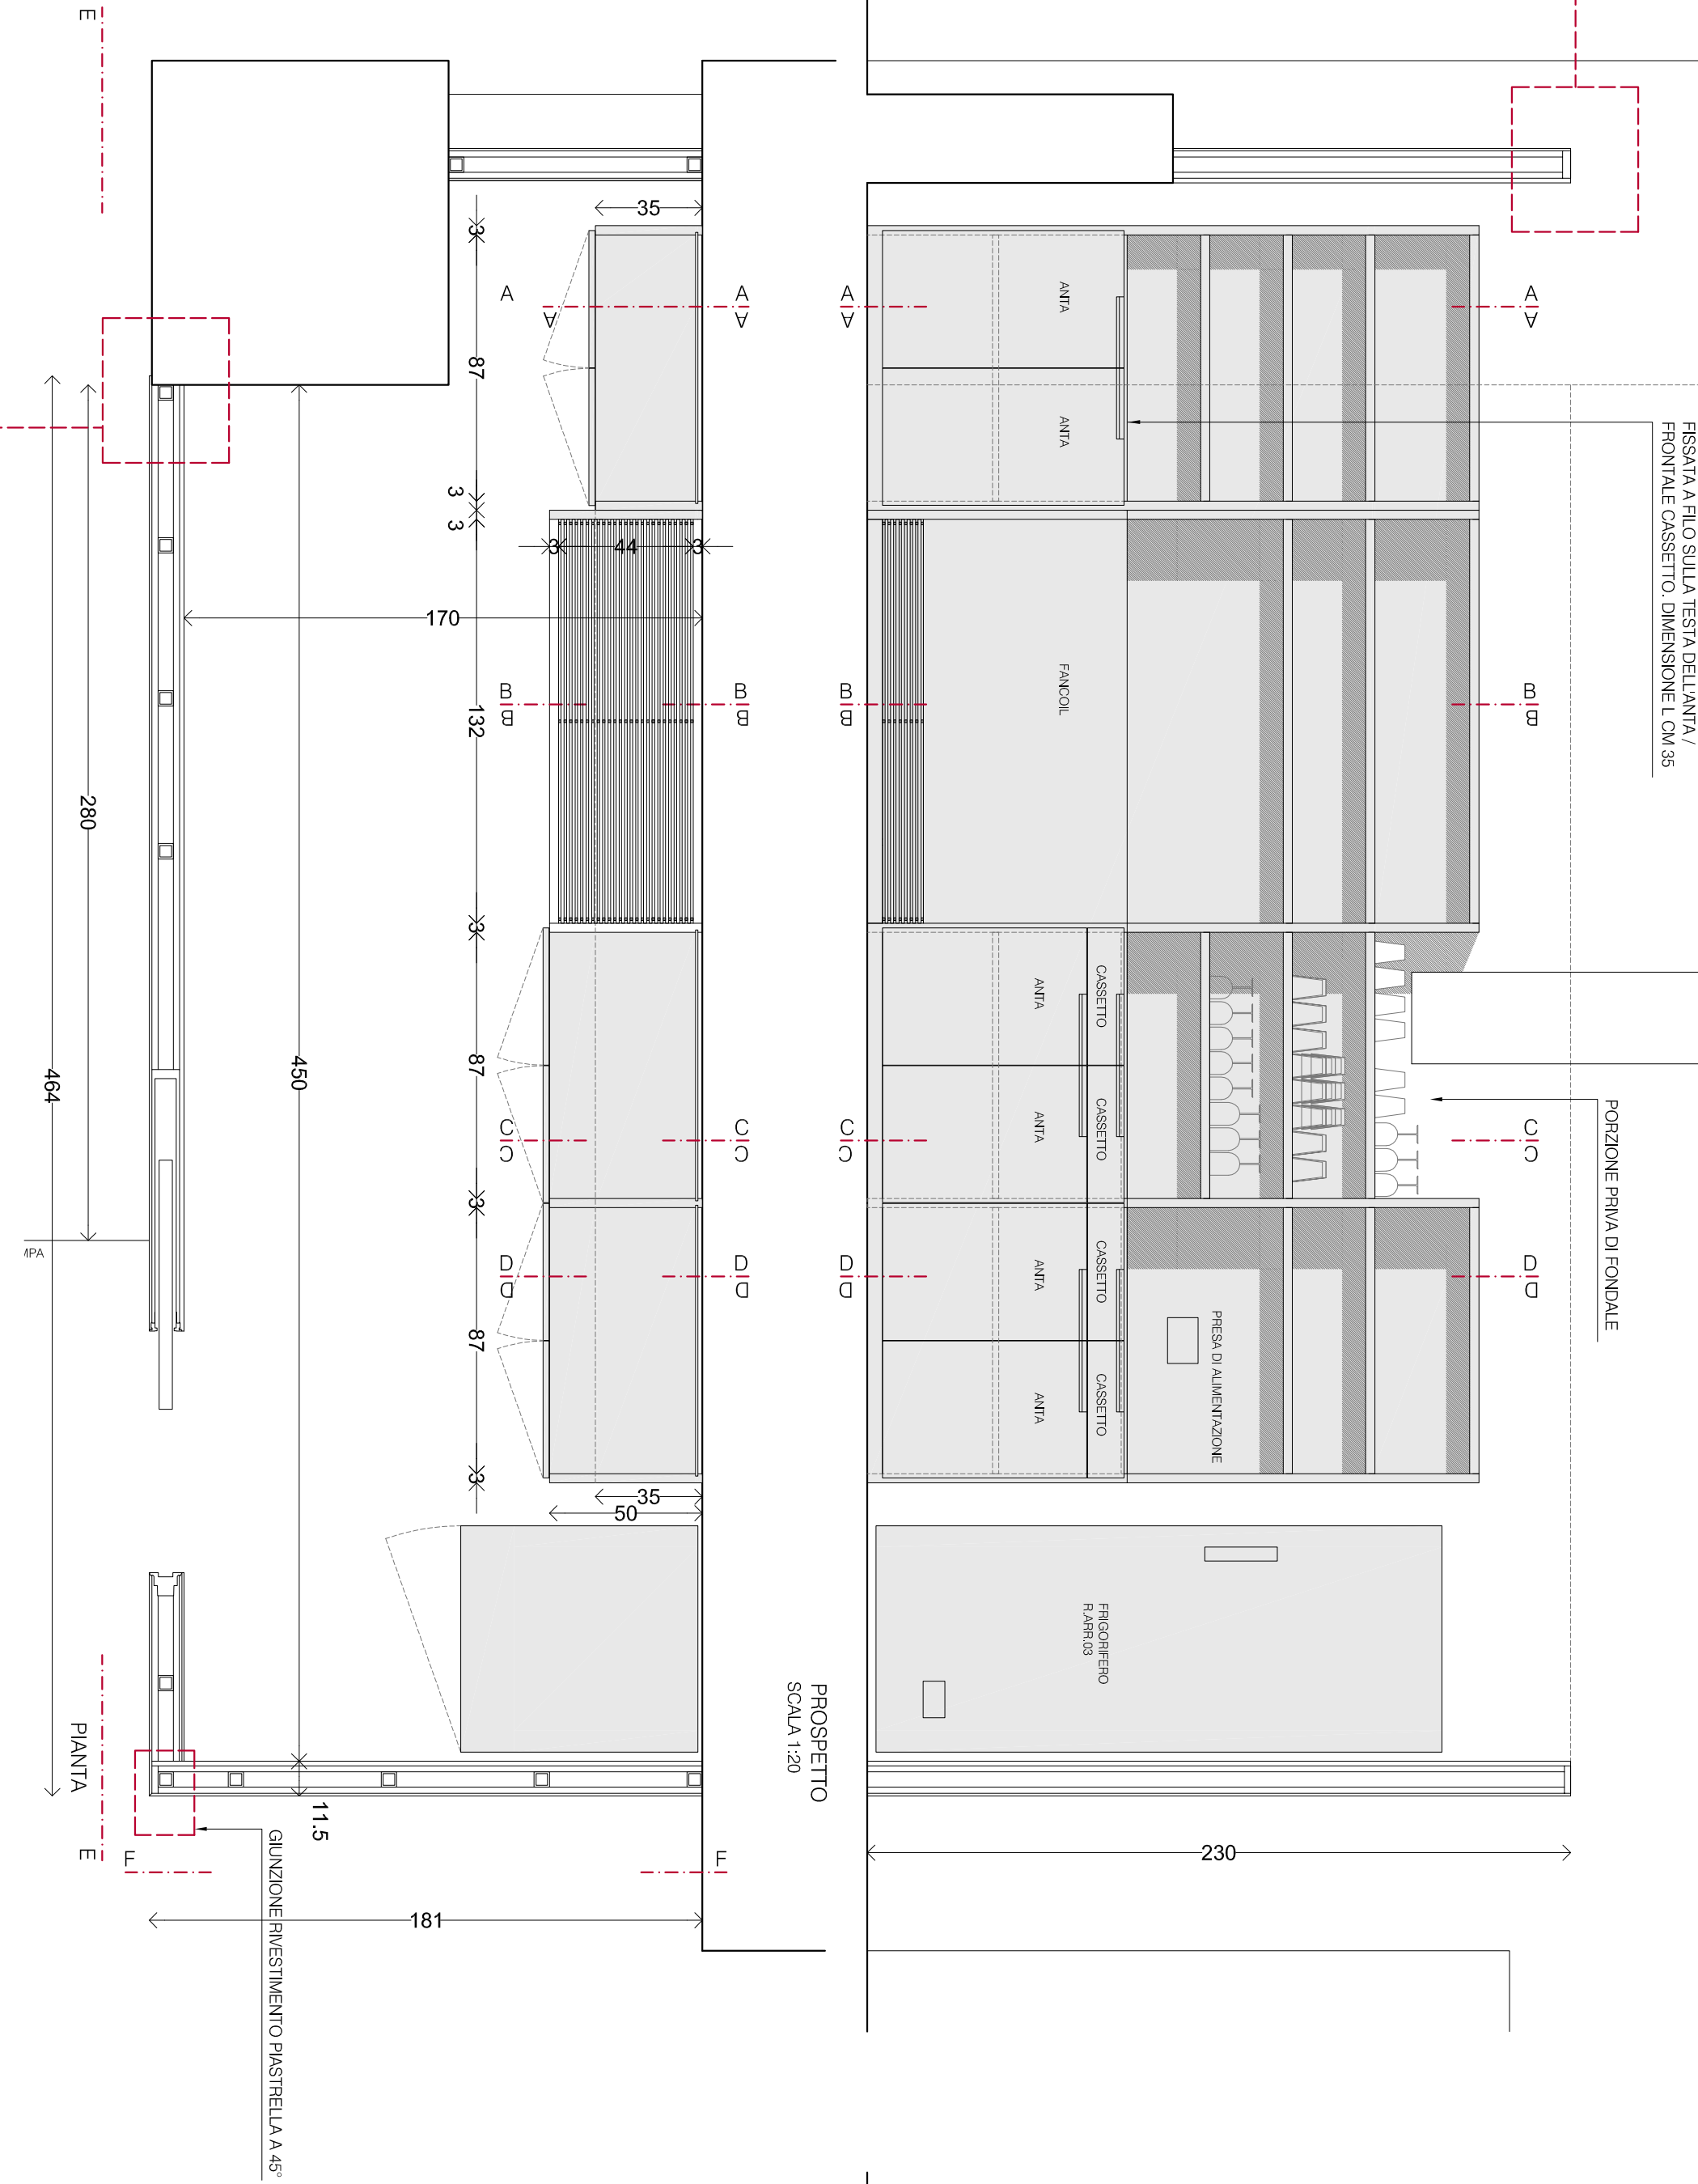 FISSATA A FILO SULLA TESTA DELL'ANTA /
FRONTALE CASSETTO. DIMENSIONE L CM 35
PORZIONE PRIVA DI FONDALE
A
A
B
B
C
C
D
D
230
PRESA DI ALIMENTAZIONE
ANTA
ANTA
FANCOIL
CASSETTO
CASSETTO
CASSETTO
CASSETTO
ANTA
ANTA
ANTA
ANTA
FRIGORIFERO
R.ARR.03
A
A
B
B
C
C
D
D
PROSPETTO
SCALA 1:20
A
A
B
B
C
C
D
D
F
35
3
44
3
35
50
A
A
B
B
C
C
D
D
3
87
3
3
132
3
87
3
87
3
170
181
450
11.5
GIUNZIONE RIVESTIMENTO PIASTRELLA A 45°
F
280
464
PIANTA
E
E